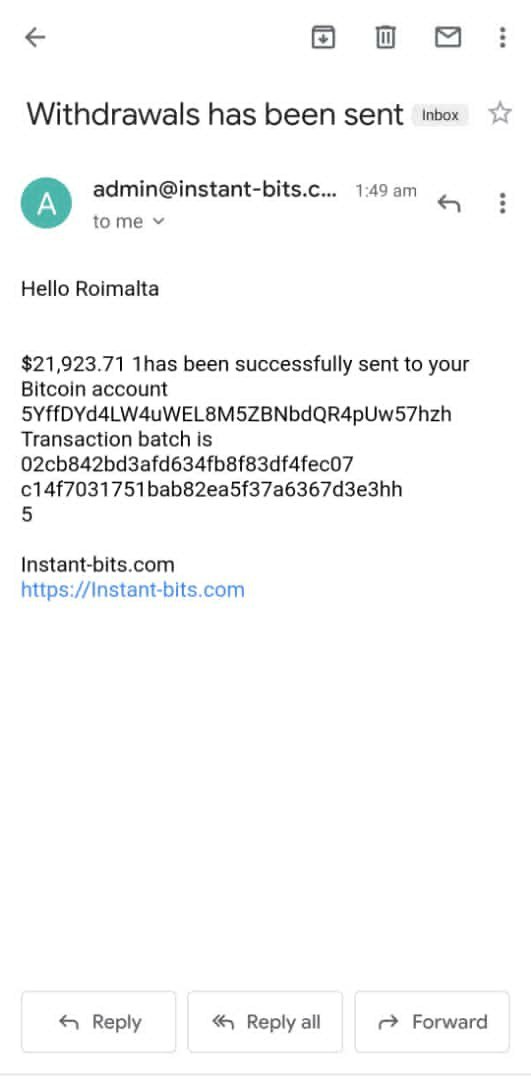 Withdrawals has been sent Inbox
A
admin@instant-bits.c... 1:49 am
to me
Hello Roimalta
$21,923.71 1has been successfully sent to your
Bitcoin account
5YffDYd4LW4uWEL8M5ZBNbdQR4pUw57hzh
Transaction batch is
02cb842bd3afd634fb8f83df4fec07
c14f7031751bab82ea5f37a6367d3e3hh
5
Instant-bits.com
https://Instant-bits.com
Reply Reply all Forward